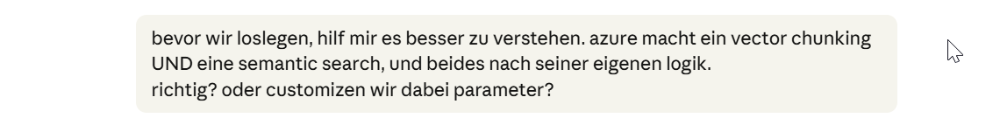 bevor wir loslegen, hilf mir es besser zu verstehen. azure macht ein vector chunking
UND eine semantic search, und beides nach seiner eigenen logik.
richtig? oder customizen wir dabei parameter?